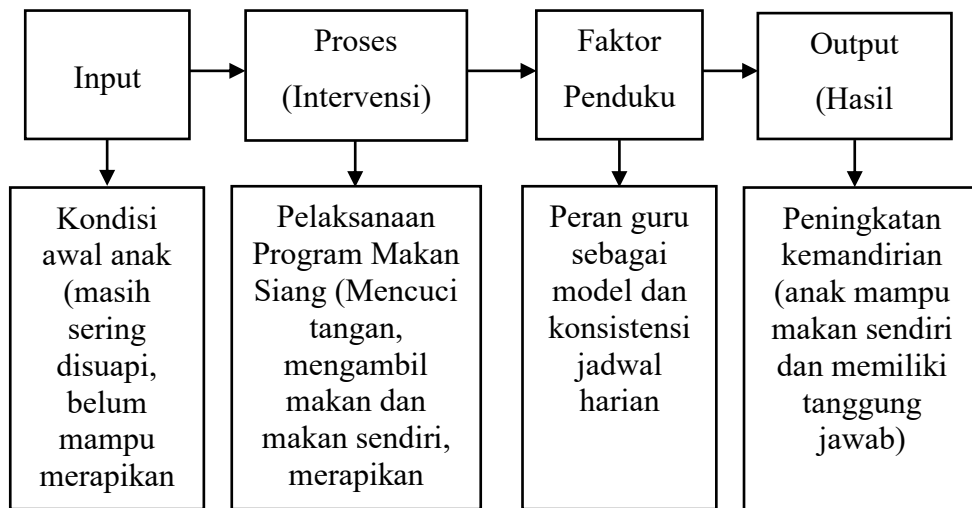 Input
Proses
(Intervensi)
Faktor
Penduku
Output
(Hasil
Kondisi
awal anak
(masih
sering
disuapi,
belum
mampu
merapikan
Pelaksanaan
Program Makan
Siang (Mencuci
tangan,
mengambil
makan dan
makan sendiri,
merapikan
Peran guru
sebagai
model dan
konsistensi
jadwal
harian
Peningkatan
kemandirian
(anak mampu
makan sendiri
dan memiliki
tanggung
jawab)